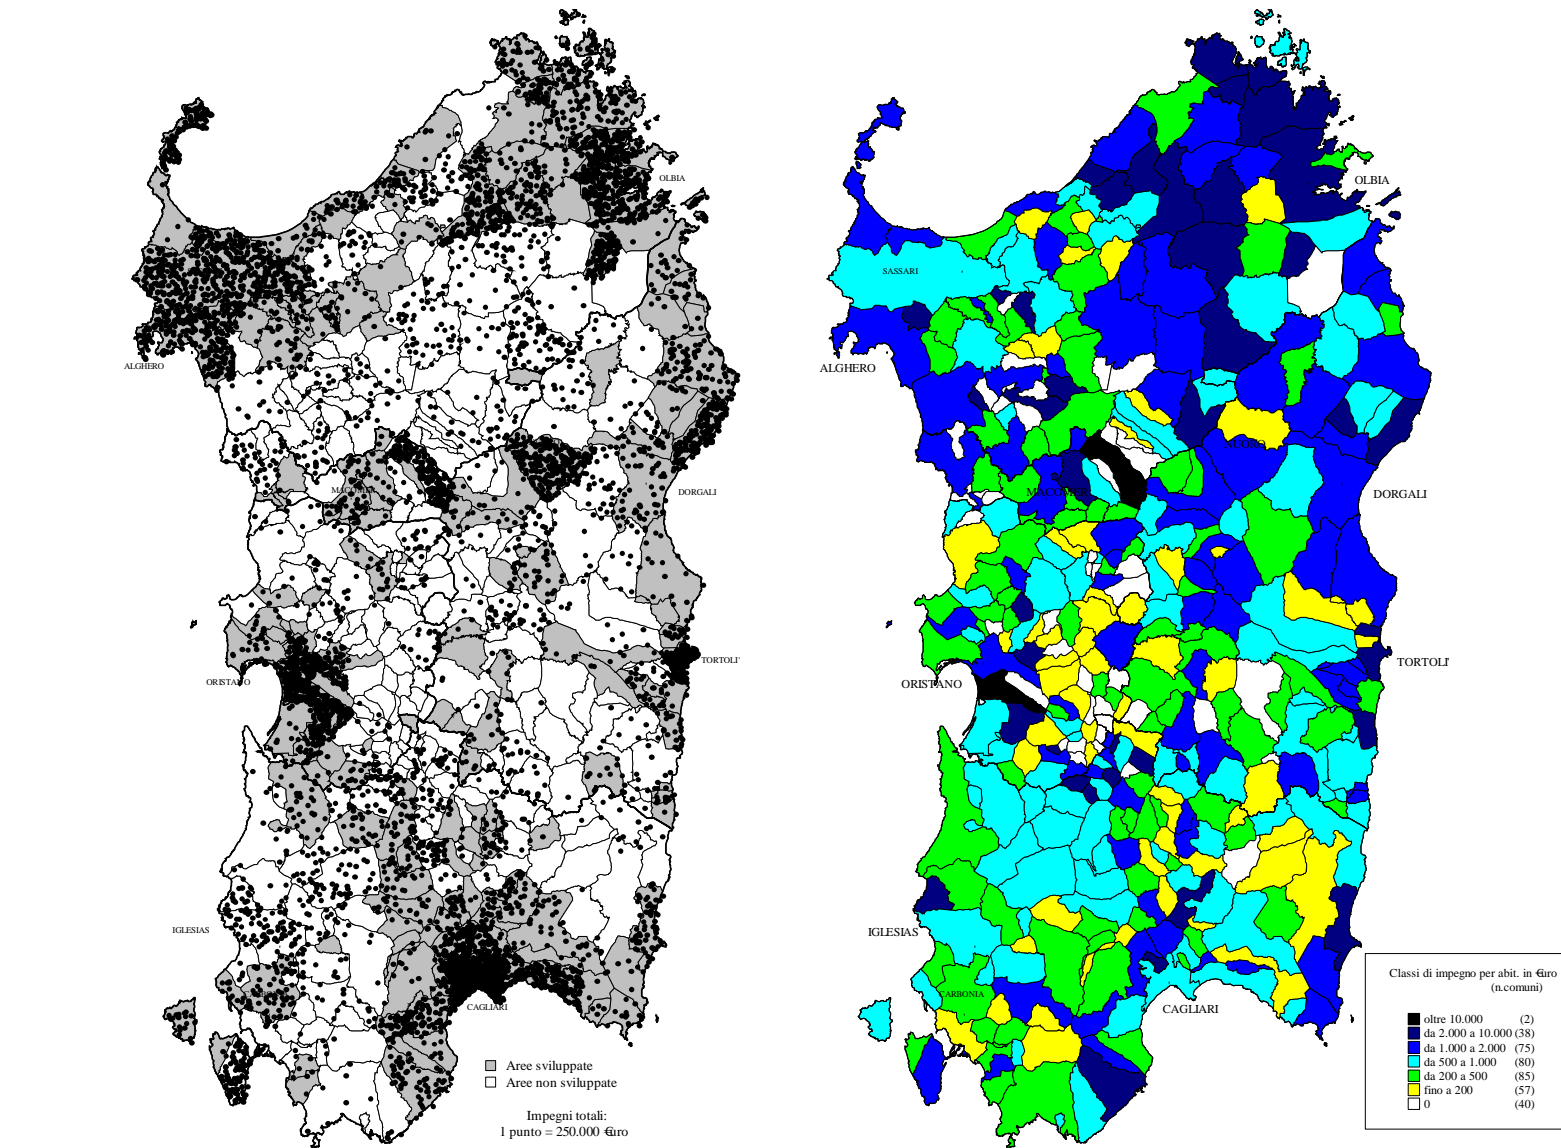 OLBIA
ALGHERO
MACOMER
DORGALI
ORISTANO
TORTOLI'
IGLESIAS
CAGLIARI
Aree sviluppate
Aree non sviluppate
Impegni totali:
1 punto = 250.000 €uro
OLBIA
SASSARI
ALGHERO
MACOMER
DORGALI
ORISTANO
TORTOLI'
IGLESIAS
CARBONIA
CAGLIARI
Classi di impegno per abit. in €uro
(n.comuni)
oltre 10.000 (2)
da 2.000 a 10.000 (38)
da 1.000 a 2.000 (75)
da 500 a 1.000 (80)
da 200 a 500 (85)
fino a 200 (57)
0 (40)